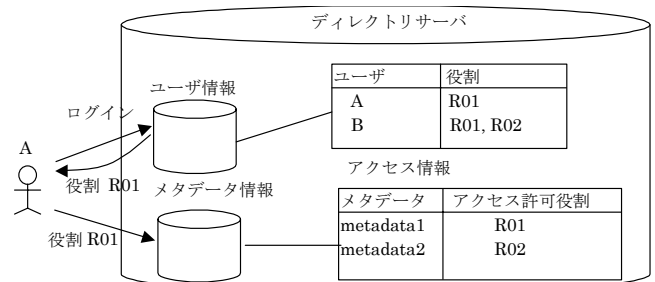 ディレクトリサーバ
ユーザ情報
ログイン
A
役割 R01
ユーザ 役割
A R01
B R01, R02
メタデータ情報
役割 R01
アクセス情報
メタデータ アクセス許可役割
metadata1 R01
metadata2 R02